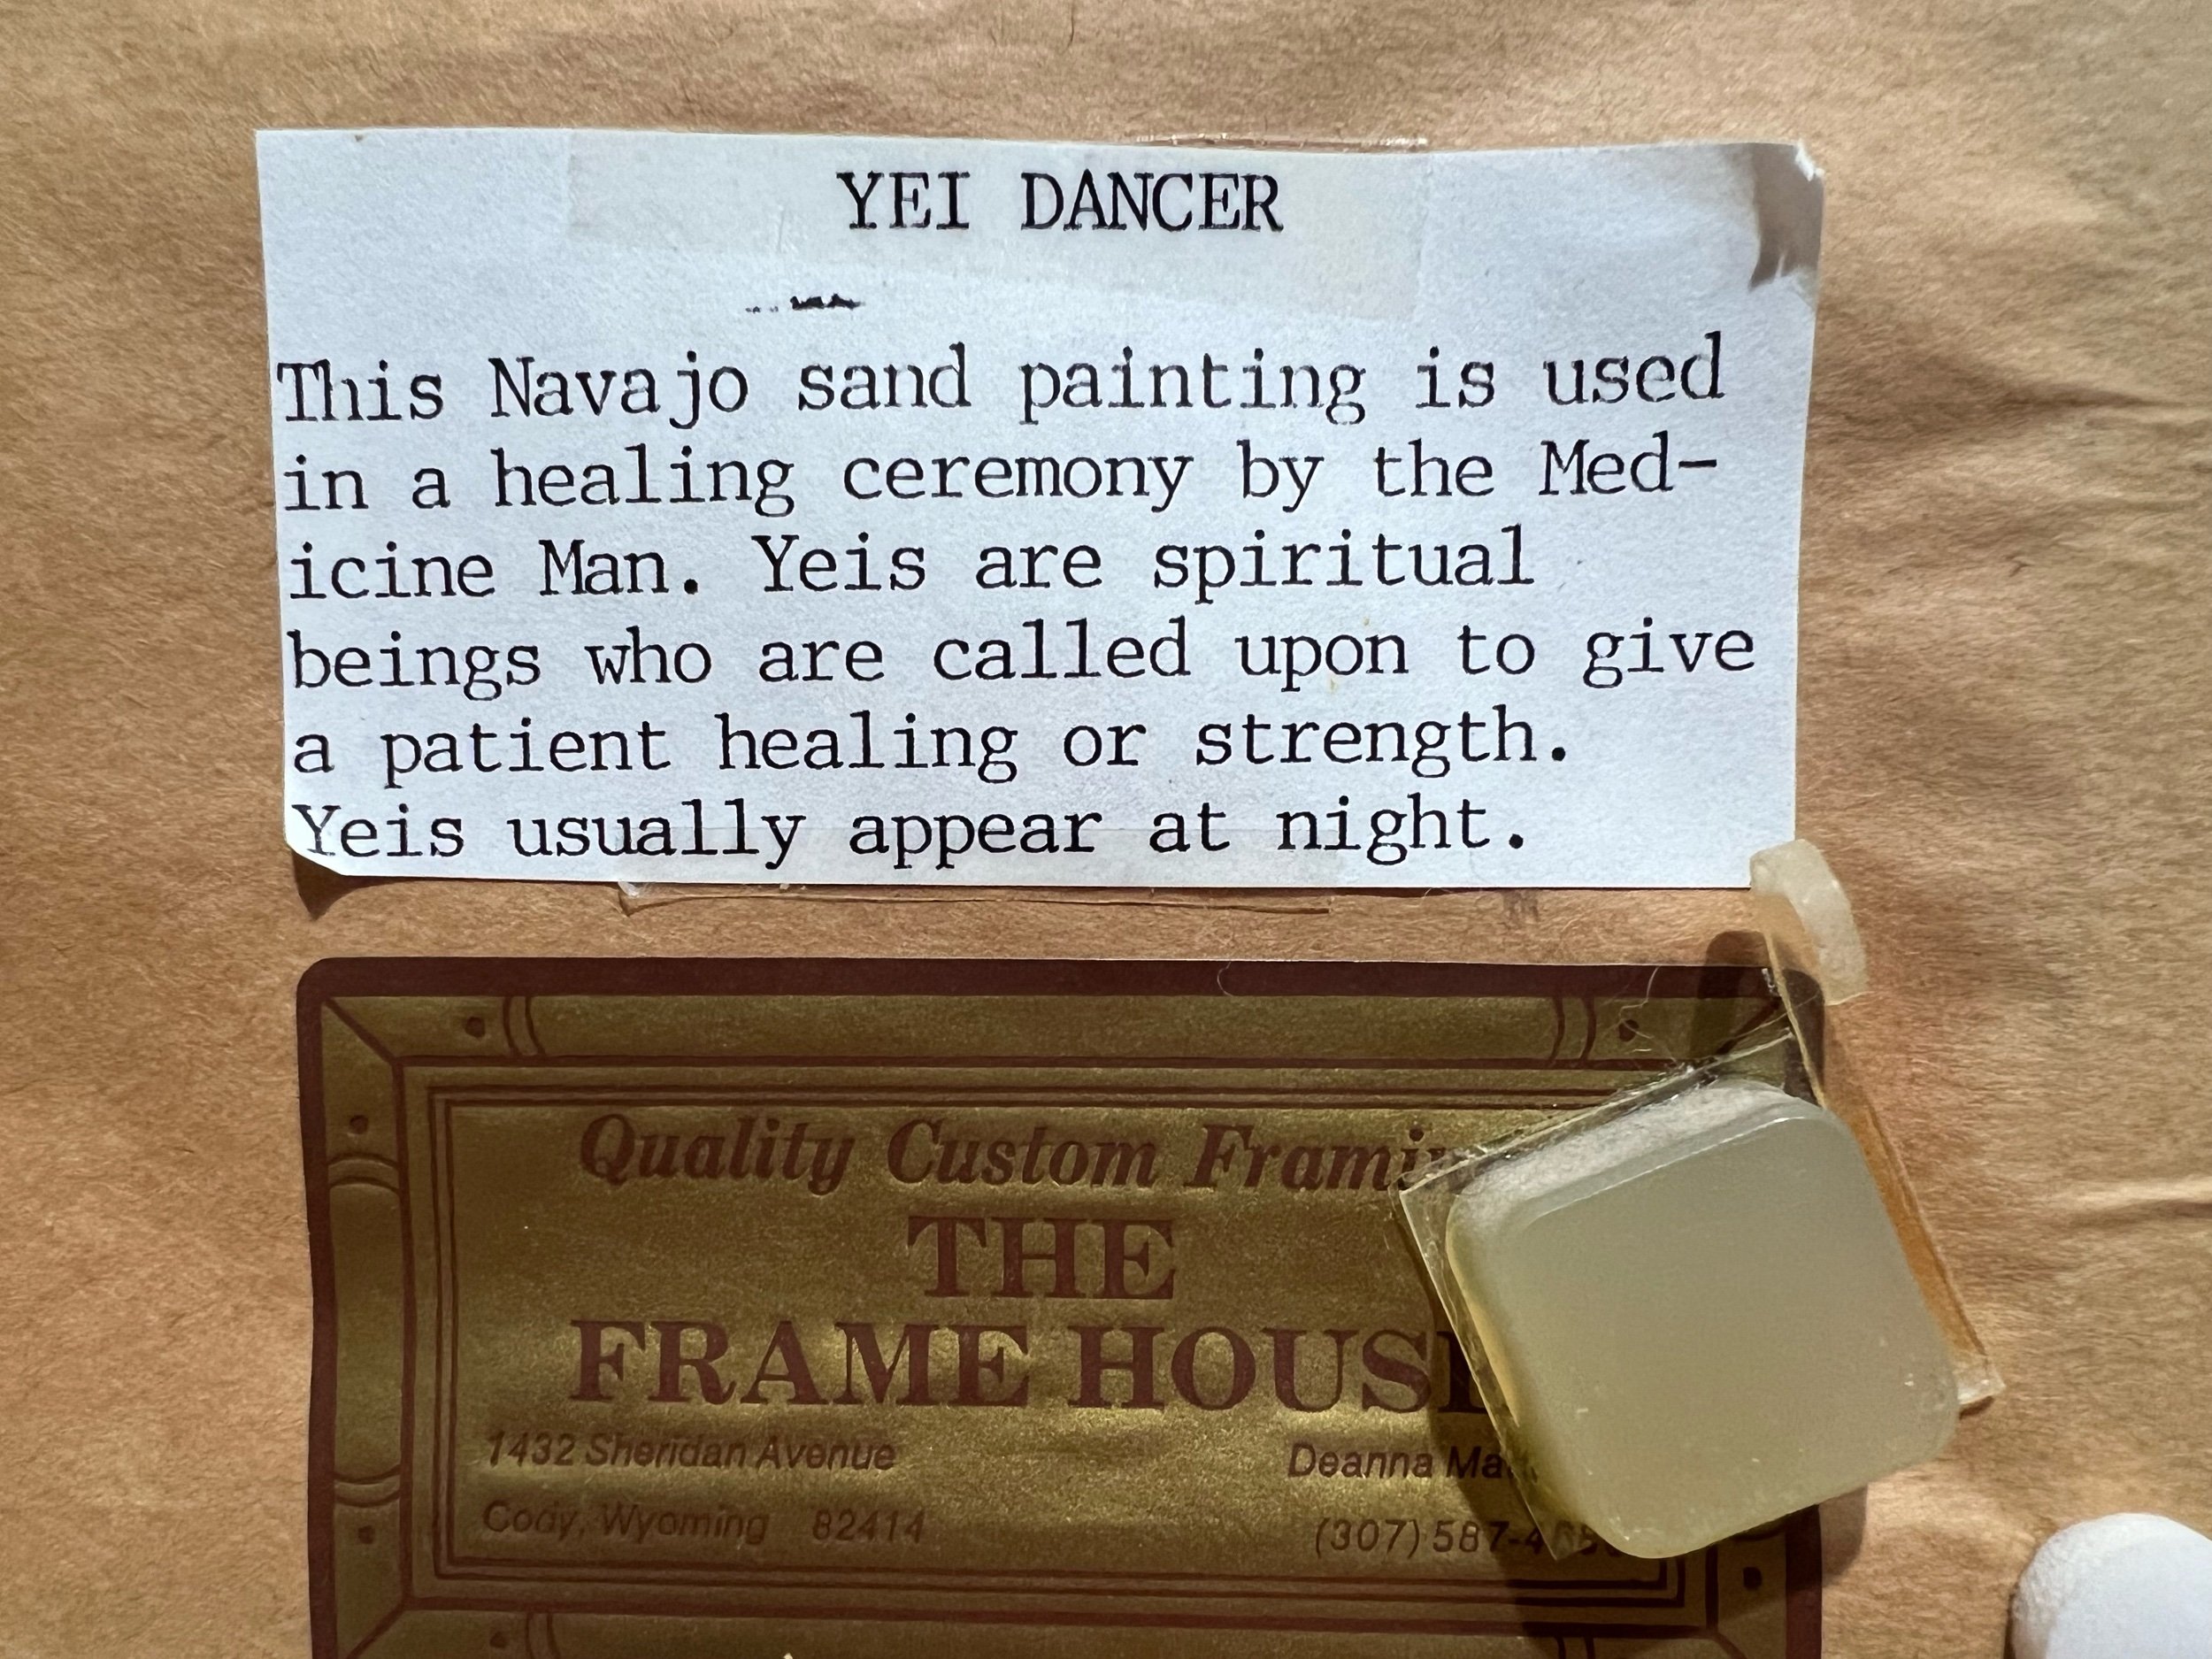 YEI DANCER
This Navajo sand painting is used
in a healing ceremony by the Med-
icine Man. Yeis are spiritual
beings who are called upon to give
a patient healing or strength.
Yeis usually appear at night.
Quality Custom
THE
FRAME HOUSE
1432 Sheridan Avenue
Deanna
Cody, Wyoming 82414
(307)